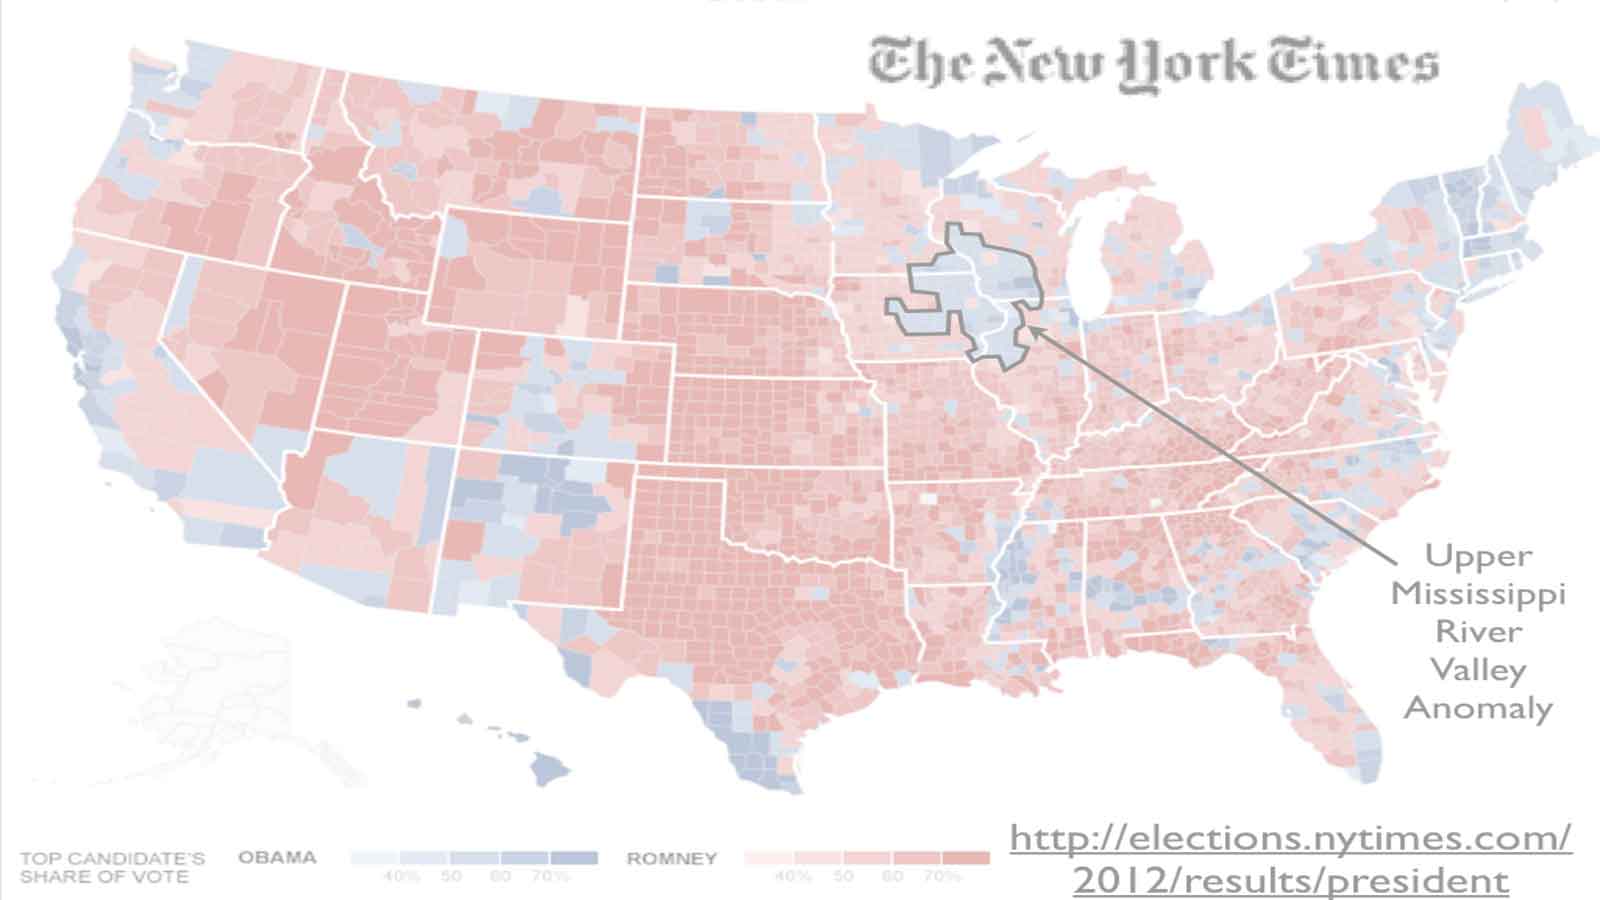 The New York Times
Upper
Mississippi
River
Valley
Anomaly
http://elections.nytimes.com/
2012/results/president
TOP CANDIDATE'S
SHARE OF VOTE
OBAMA
40% 50 60 70%
ROMNEY
40% 50 60 70%